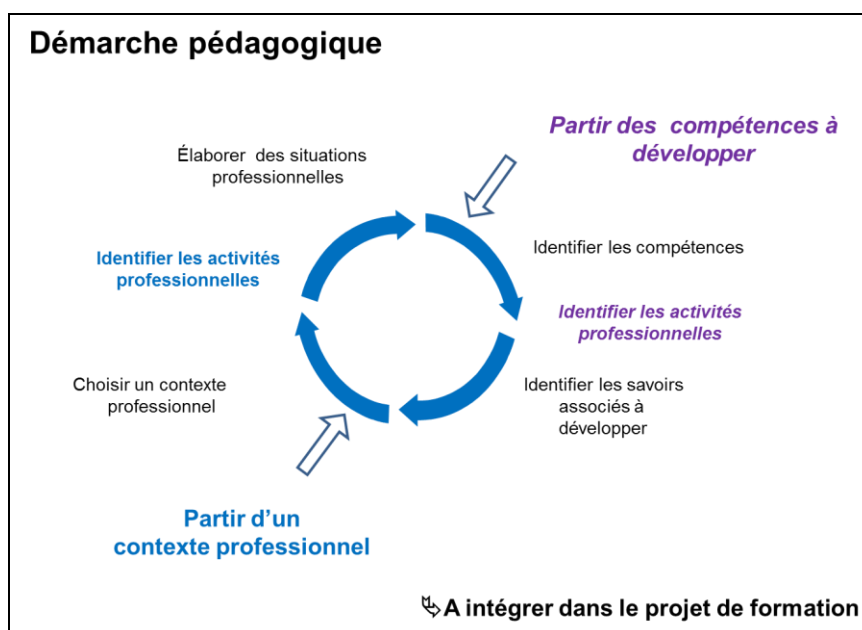 Démarche pédagogique
Partir des compétences à
développer
Élaborer des situations
professionnelles
Identifier les compétences
Identifier les activités
professionnelles
Identifier les activités
professionnelles
Choisir un contexte
professionnel
Identifier les savoirs
associés à
développer
Partir d’un
contexte professionnel
↳A intégrer dans le projet de formation